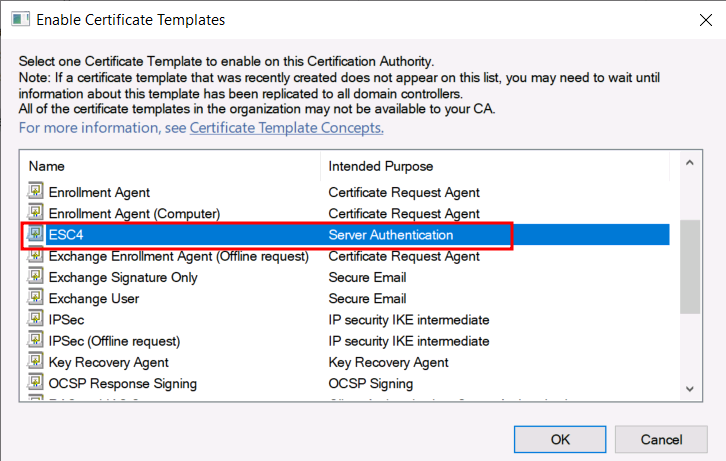 Enable Certificate Templates
Select one Certificate Template to enable on this Certification Authority.
Note: If a certificate template that was recently created does not appear on this list, you may need to wait until
information about this template has been replicated to all domain controllers.
All of the certificate templates in the organization may not be available to your CA.
For more information, see Certificate Template Concepts.
Name Intended Purpose
Enrollment Agent Certificate Request Agent
Enrollment Agent (Computer) Certificate Request Agent
ESC4 Server Authentication
Exchange Enrollment Agent (Offline request) Certificate Request Agent
Exchange Signature Only Secure Email
Exchange User Secure Email
IPSec IP security IKE intermediate
IPSec (Offline request) IP security IKE intermediate
Key Recovery Agent Key Recovery Agent
OCSP Response Signing OCSP Signing
OK Cancel